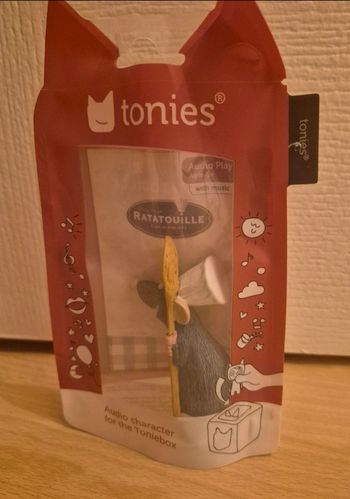 tonies®
tonies®
Audio Play
with music
RATATOUILLE
Audio character
for the Toniebox